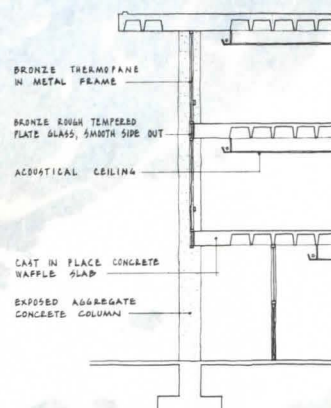 BRONZE THERMOPANE
IN METAL FRAME
BRONZE ROUGH TEMPERED
PLATE GLASS, SMOOTH SIDE OUT
ACOUSTICAL CEILING
CAST IN PLACE CONCRETE
WAFFLE SLAB
EXPOSED AGGREGATE
CONCRETE COLUMN